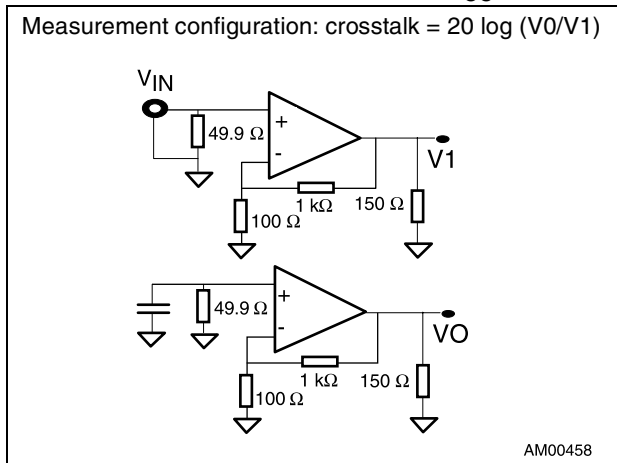 Measurement configuration: crosstalk = 20 log (V0/V1)
VIN
49.9 Ω
+
-
V1
1 kΩ
150 Ω
100 Ω
49.9 Ω
+
-
VO
1 kΩ
150 Ω
100 Ω
AM00458